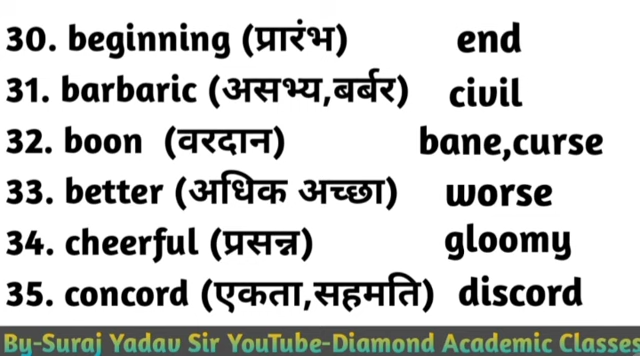 30. beginning (प्रारंभ) end
31. barbaric (असभ्य,बर्बर) civil
32. boon (वरदान) bane,curse
33. better (अधिक अच्छा) worse
34. cheerful (प्रसन्न) gloomy
35. concord (एकता,सहमति) discord
By-Suraj Yadav Sir YouTube-Diamond Academic Classes